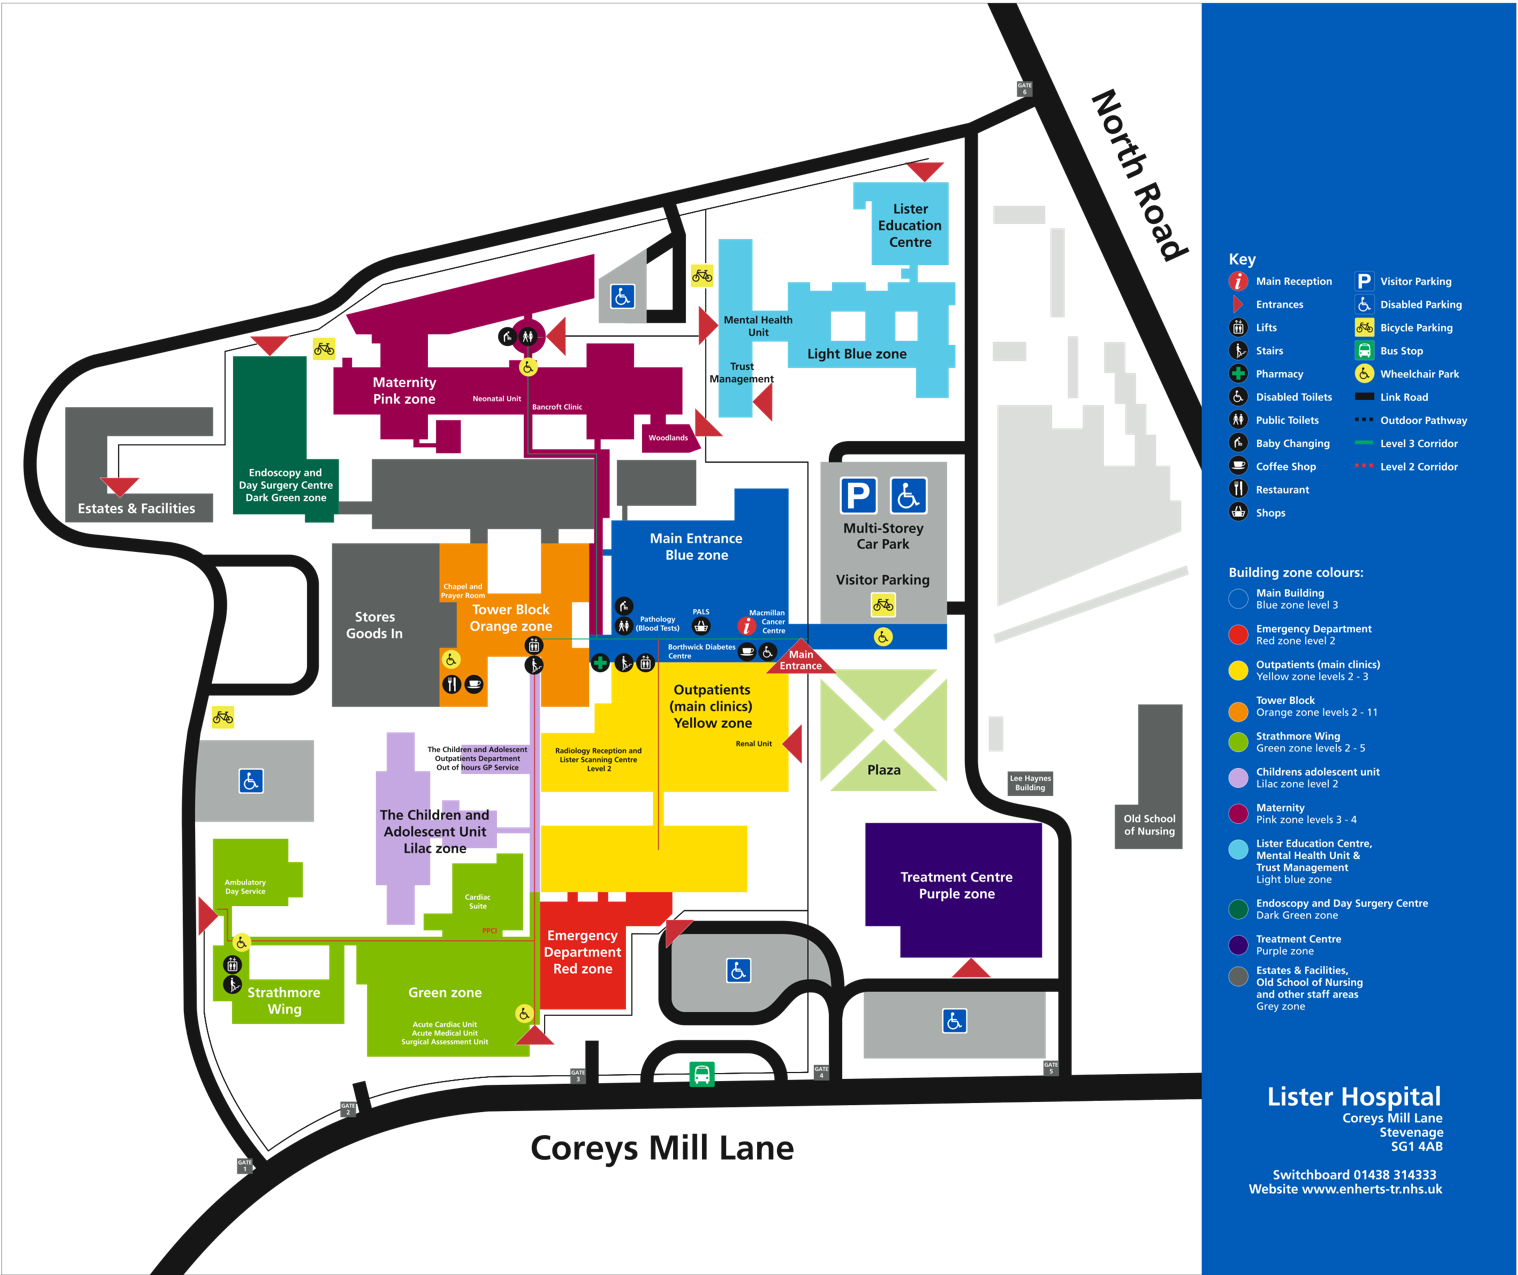 GATE
6
North Road
Lister
Education
Centre
Mental Health
Unit
Light Blue zone
Trust
Management
Maternity
Pink zone
Neonatal Unit
Bancroft Clinic
Woodlands
Endoscopy and
Day Surgery Centre
Dark Green zone
Estates & Facilities
P
Multi-Storey
Car Park
Visitor Parking
Main Entrance
Blue zone
Chapel and
Prayer Room
Tower Block
Orange zone
Stores
Goods In
Pathology
(Blood Tests)
PALS
i
Macmillan
Cancer
Centre
Borthwick Diabetes
Centre
Main
Entrance
Outpatients
(main clinics)
Yellow zone
Renal Unit
Radiology Reception and
Lister Scanning Centre
Level 2
The Children and Adolescent
Outpatients Department
Out of hours GP Service
Plaza
Lee Haynes
Building
Old School
of Nursing
The Children and
Adolescent Unit
Lilac zone
Ambulatory
Day Service
Cardiac
Suite
PPCI
Treatment Centre
Purple zone
Emergency
Department
Red zone
Strathmore
Wing
Green zone
Acute Cardiac Unit
Acute Medical Unit
Surgical Assessment Unit
GATE
5
GATE
4
GATE
3
GATE
2
GATE
1
Coreys Mill Lane
Key
i Main Reception
P Visitor Parking
Entrances
Disabled Parking
Lifts
Bicycle Parking
Stairs
Bus Stop
Pharmacy
Wheelchair Park
Disabled Toilets
Link Road
Public Toilets
Outdoor Pathway
Baby Changing
Level 3 Corridor
Coffee Shop
Level 2 Corridor
Restaurant
Shops
Building zone colours:
Main Building
Blue zone level 3
Emergency Department
Red zone level 2
Outpatients (main clinics)
Yellow zone levels 2 - 3
Tower Block
Orange zone levels 2 - 11
Strathmore Wing
Green zone levels 2 - 5
Childrens adolescent unit
Lilac zone level 2
Maternity
Pink zone levels 3 - 4
Lister Education Centre,
Mental Health Unit &
Trust Management
Light blue zone
Endoscopy and Day Surgery Centre
Dark Green zone
Treatment Centre
Purple zone
Estates & Facilities,
Old School of Nursing
and other staff areas
Grey zone
Lister Hospital
Coreys Mill Lane
Stevenage
SG1 4AB
Switchboard 01438 314333
Website www.enherts-tr.nhs.uk